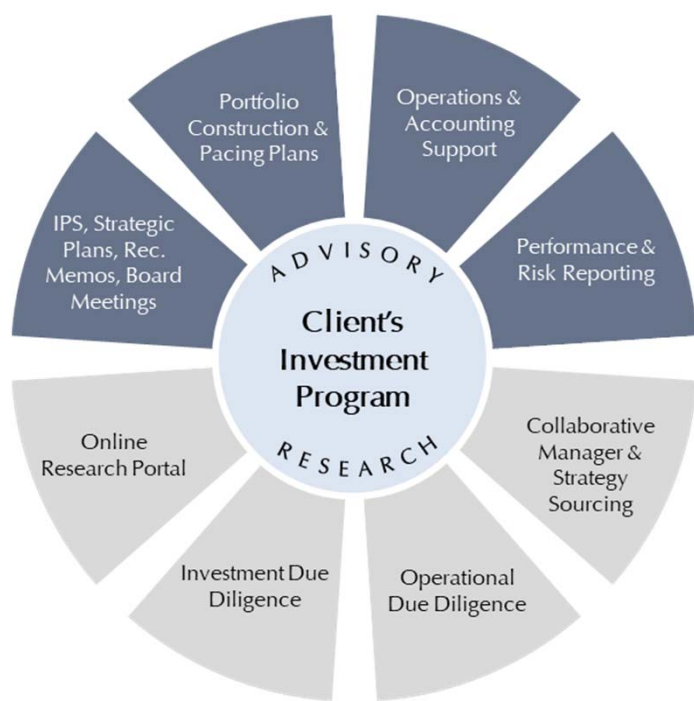 Portfolio
Construction &
Pacing Plans
Operations &
Accounting
Support
IPS, Strategic
Plans, Rec.
Memos, Board
Meetings
Performance &
Risk Reporting
ADVISORY
Client's
Investment
Program
RESEARCH
Online
Research Portal
Collaborative
Manager &
Strategy
Sourcing
Investment Due
Diligence
Operational
Due Diligence